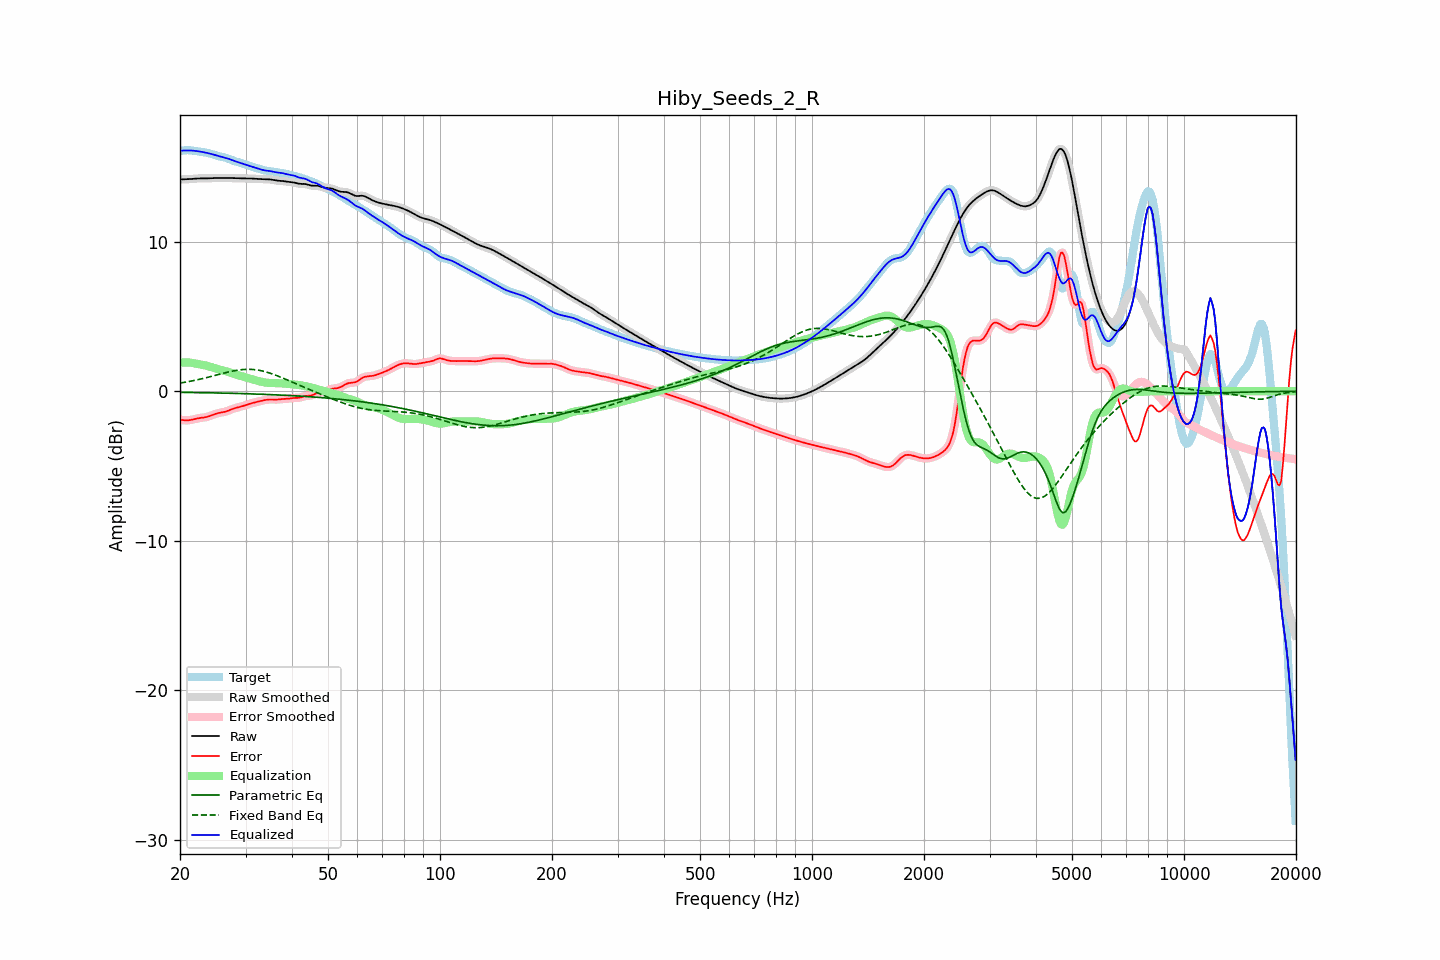 Hiby_Seeds_2_R
Amplitude (dBr)
10
0
−10
−20
−30
Target
Raw Smoothed
Error Smoothed
Raw
Error
Equalization
Parametric Eq
Fixed Band Eq
Equalized
20 50 100 200 500 1000 2000 5000 10000 20000
Frequency (Hz)